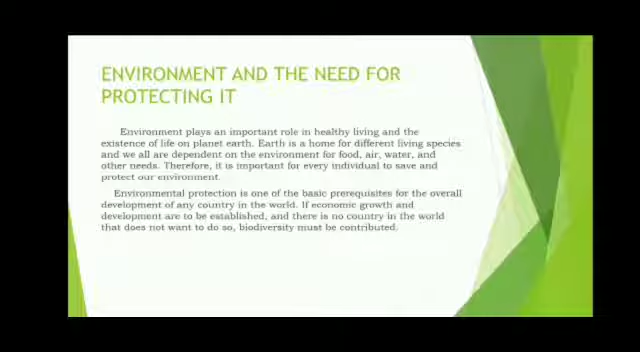 ENVIRONMENT AND THE NEED FOR
PROTECTING IT
Environment plays an important role in healthy living and the
existence of life on planet earth. Earth is a home for different living species
and we all are dependent on the environment for food, air, water, and
other needs. Therefore, it is important for every individual to save and
protect our environment.
Environmental protection is one of the basic prerequisites for the overall
development of any country in the world. If economic growth and
development are to be established, and there is no country in the world
that does not want to do so, biodiversity must be contributed.